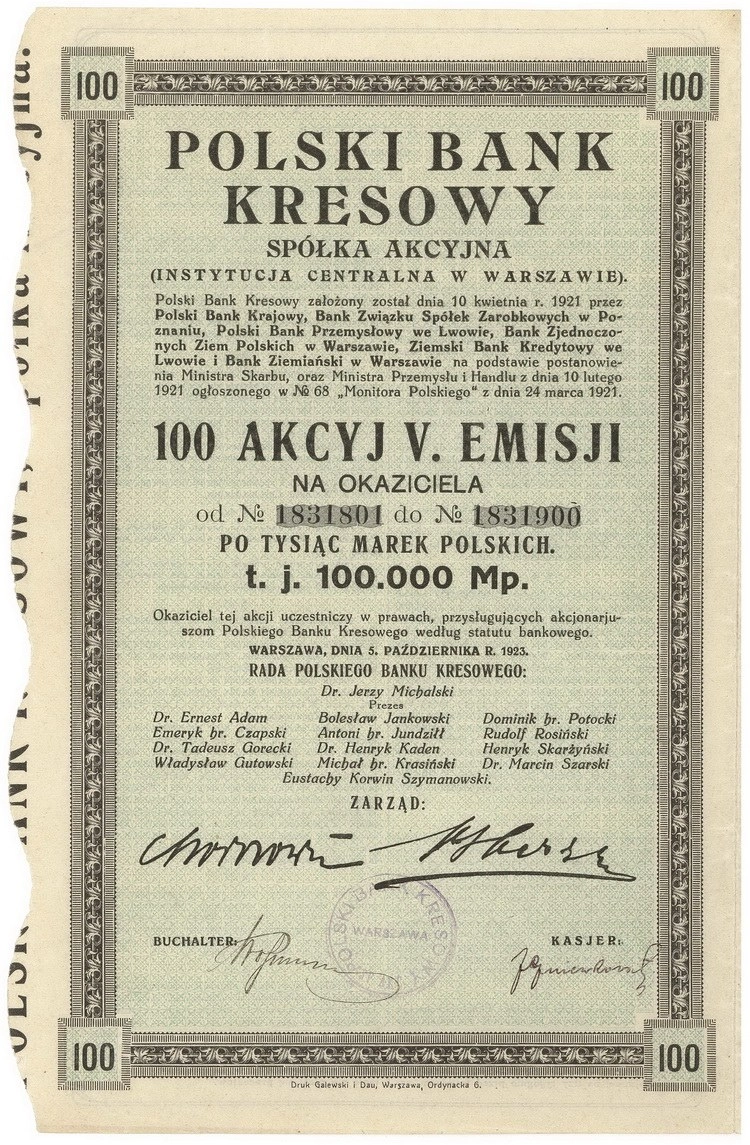 100 100
POLSKI BANK
KRESOWY
SPÓŁKA AKCYJNA
(INSTYTUCJA CENTRALNA W WARSZAWIE).
Polski Bank Kresowy założony został dnia 10 kwietnia r. 1921 przez
Polski Bank Krajowy, Bank Związku Spółek Zarobkowych w Po-
znaniu, Polski Bank Przemysłowy we Lwowie, Bank Zjednoczo-
nych Ziem Polskich w Warszawie, Ziemski Bank Kredytowy we
Lwowie i Bank Ziemiański w Warszawie na podstawie postanowie-
nia Ministra Skarbu, oraz Ministra Przemysłu i Handlu z dnia 10 lutego
1921 ogłoszonego w № 68 „Monitora Polskiego" z dnia 24 marca 1921.
100 AKCYJ V. EMISJI
NA OKAZICIELA
od № 1831801 do № 1831900
PO TYSIĄC MAREK POLSKICH.
t. j. 100.000 Mp.
Okaziciel tej akcji uczestniczy w prawach, przysługujących akcjonarju-
szom Polskiego Banku Kresowego według statutu bankowego.
WARSZAWA, DNIA 5. PAŹDZIERNIKA R. 1923.
RADA POLSKIEGO BANKU KRESOWEGO:
Dr. Jerzy Michalski
Prezes
Dr. Ernest Adam Bolesław Jankowski Dominik hr. Potocki
Emeryk hr. Czapski Antoni hr. Jundziłł Rudolf Rosiński
Dr. Tadeusz Gorecki Dr. Henryk Kaden Henryk Skarżyński
Władysław Gutowski Michał hr. Krasiński Dr. Marcin Szarski
Eustachy Korwin Szymanowski.
ZARZĄD:
POLSKI BANK KRESOWY
WARSZAWA
BUCHALTER: KASJER:
100 100
Druk Galewski i Dau, Warszawa, Ordynacka 6.